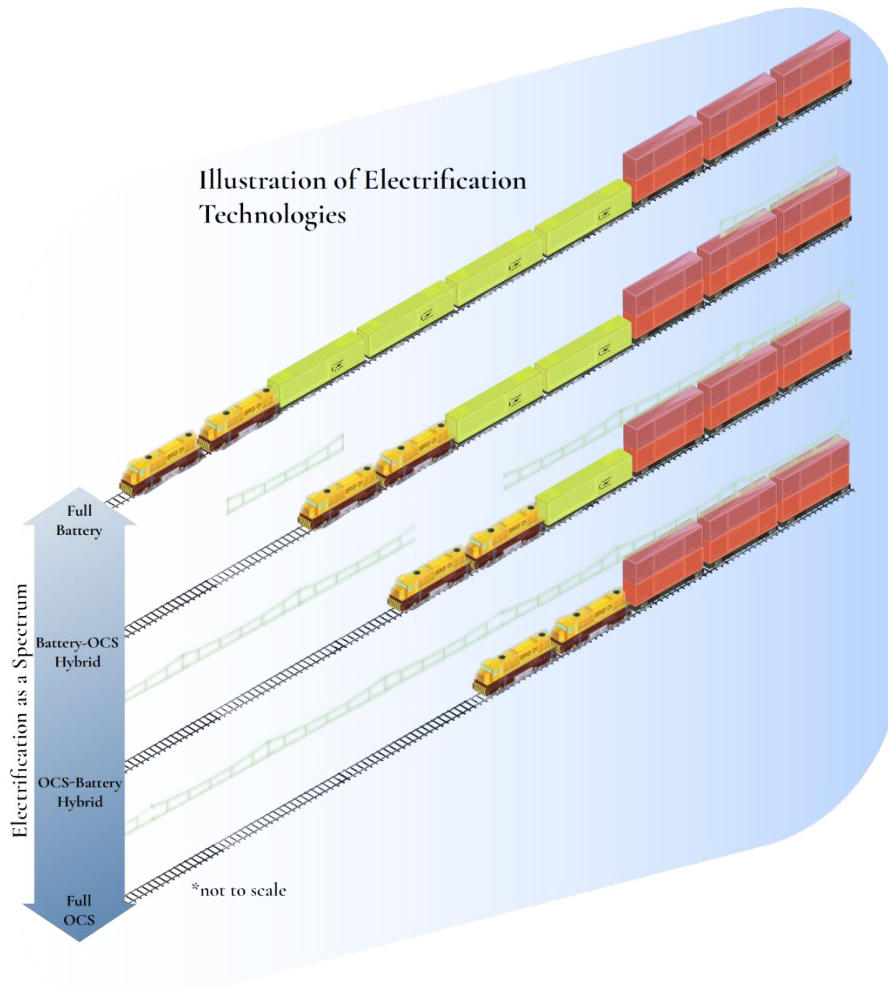 Illustration of Electrification
Technologies
Full
Battery
Battery-OCS
Hybrid
OCS-Battery
Hybrid
Full
OCS
Electrification as a Spectrum
*not to scale